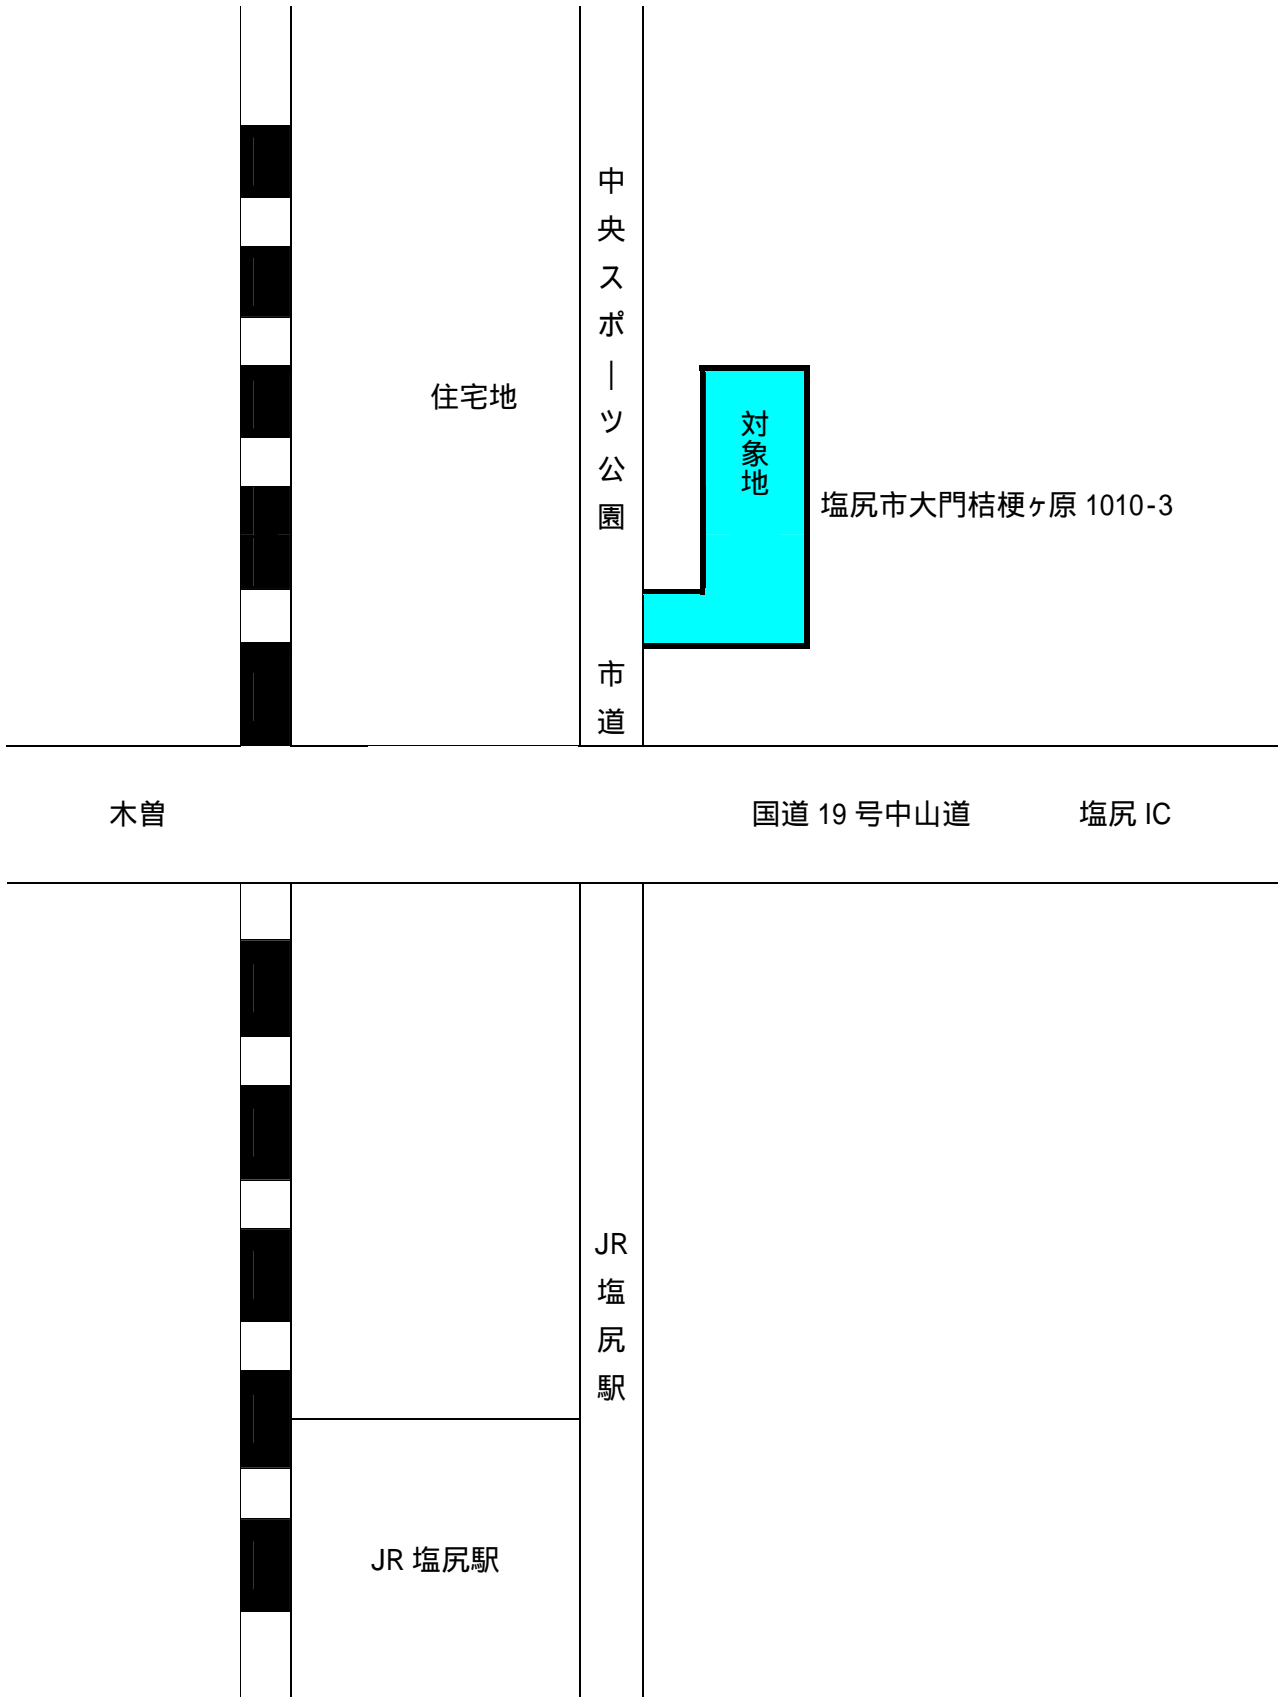 中央スポーツ公園
住宅地
対象地
塩尻市大門桔梗ヶ原 1010-3
市道
木曽
国道 19 号中山道
塩尻 IC
JR塩尻駅
JR 塩尻駅